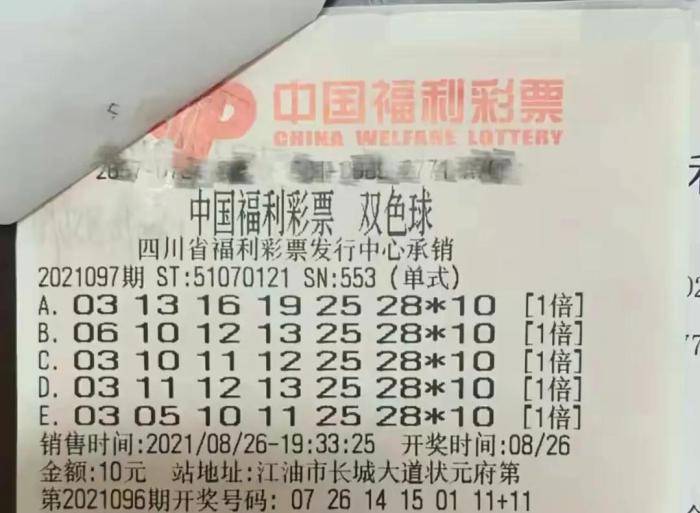 中国福利彩票
CHINA WELFARE LOTTERY
中国福利彩票 双色球
四川省福利彩票发行中心承销
2021097期 ST:51070121 SN:553 (单式)
A. 03 13 16 19 25 28*10 [1倍]
B. 06 10 12 13 25 28*10 [1倍]
C. 03 10 11 12 25 28*10 [1倍]
D. 03 11 12 13 25 28*10 [1倍]
E. 03 05 10 11 25 28*10 [1倍]
销售时间:2021/08/26-19:33:25 开奖时间:08/26
金额:10元 站地址:江油市长城大道状元府第
第2021096期开奖号码: 07 26 14 15 01 11+11